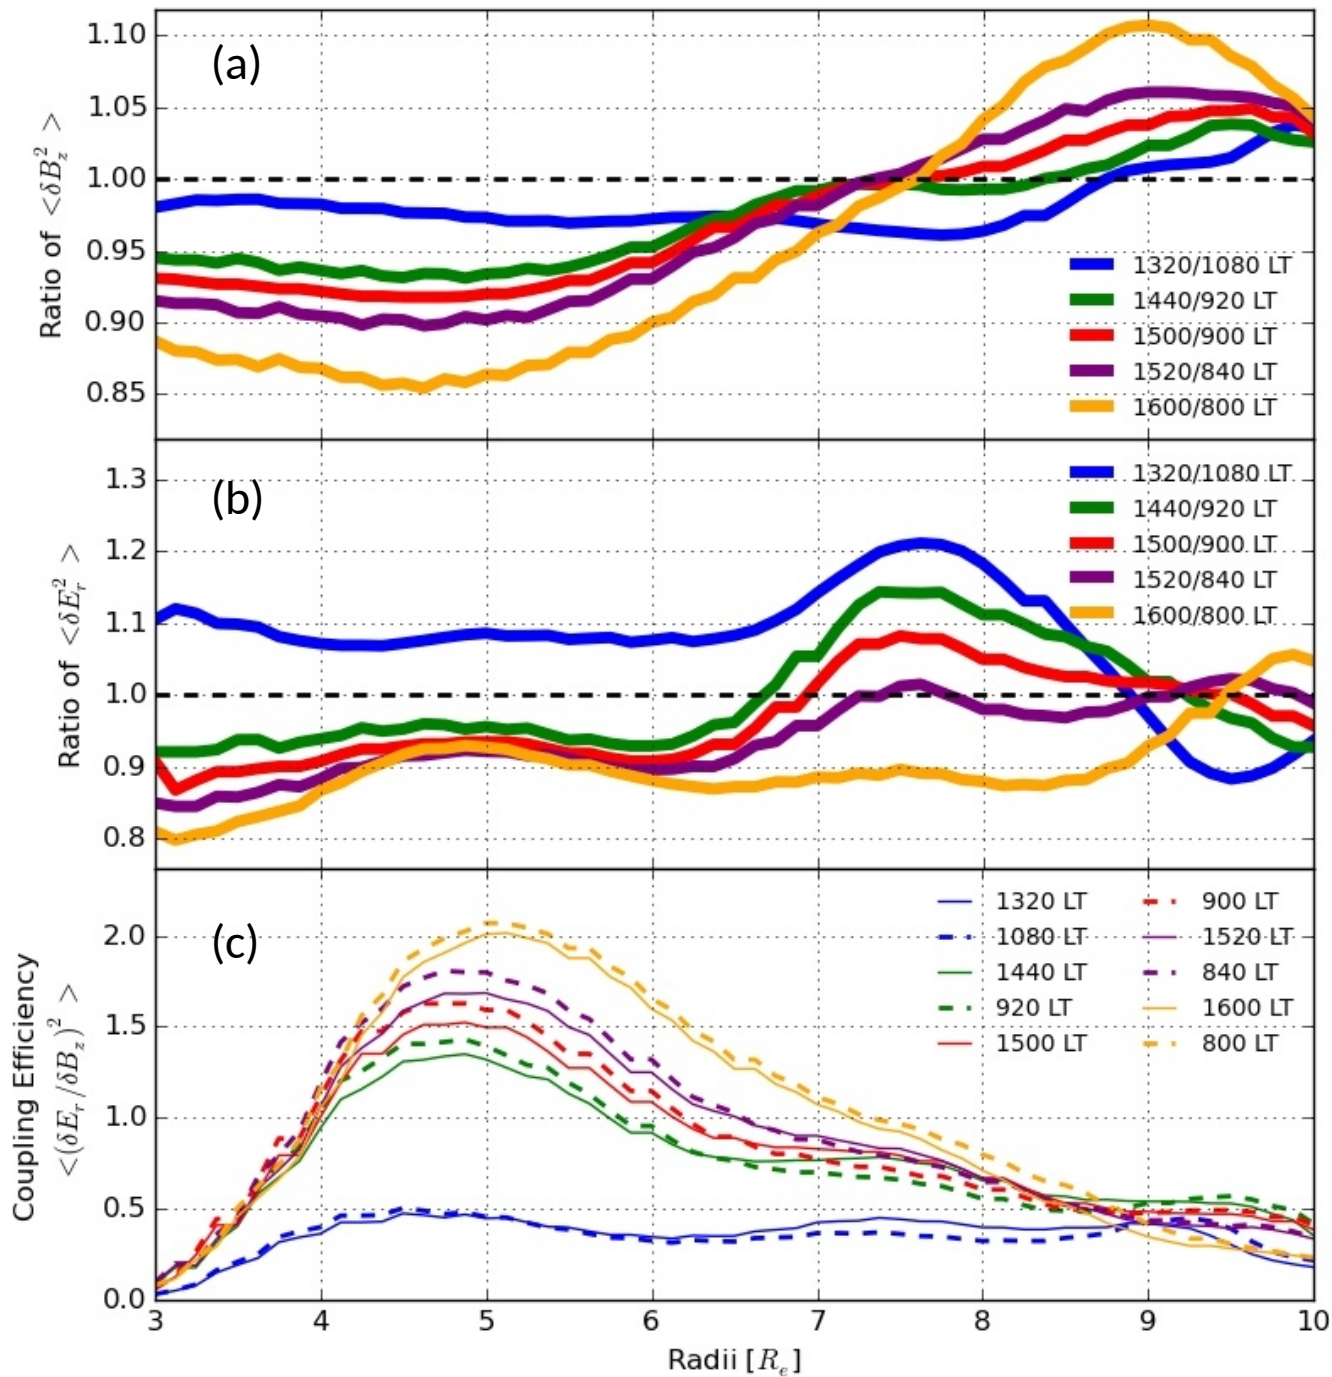 (a)
Ratio of <δB_z^2>
1.10
1.05
1.00
0.95
0.90
0.85
1320/1080 LT
1440/920 LT
1500/900 LT
1520/840 LT
1600/800 LT
(b)
Ratio of <δE_r^2>
1.3
1.2
1.1
1.0
0.9
0.8
1320/1080 LT
1440/920 LT
1500/900 LT
1520/840 LT
1600/800 LT
(c)
Coupling Efficiency
<(δE_r/δB_z)^2>
2.0
1.5
1.0
0.5
0.0
1320 LT
1080 LT
1440 LT
920 LT
1500 LT
900 LT
1520 LT
840 LT
1600 LT
800 LT
3 4 5 6 7 8 9 10
Radii [R_e]